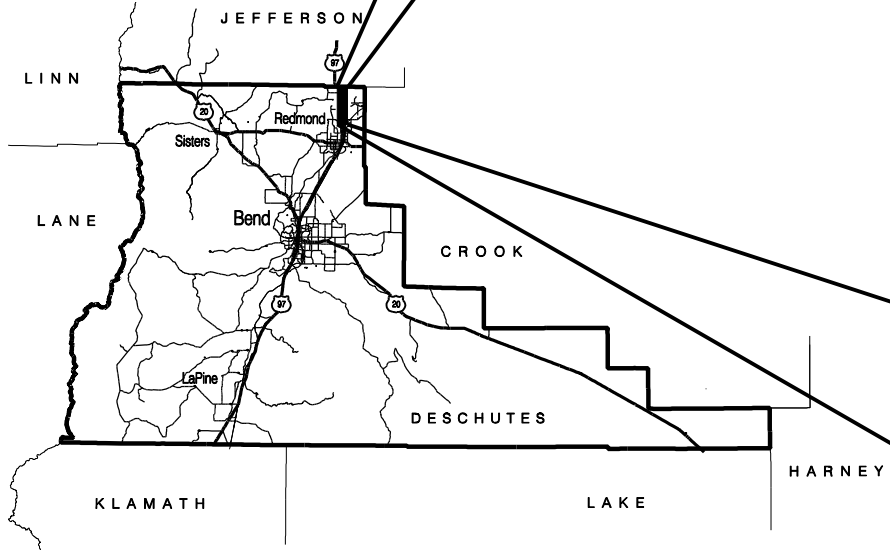 JEFFERSON
97
LINN
20
Redmond
Sisters
LANE
Bend
CROOK
97
20
LaPine
DESCHUTES
HARNEY
KLAMATH
LAKE